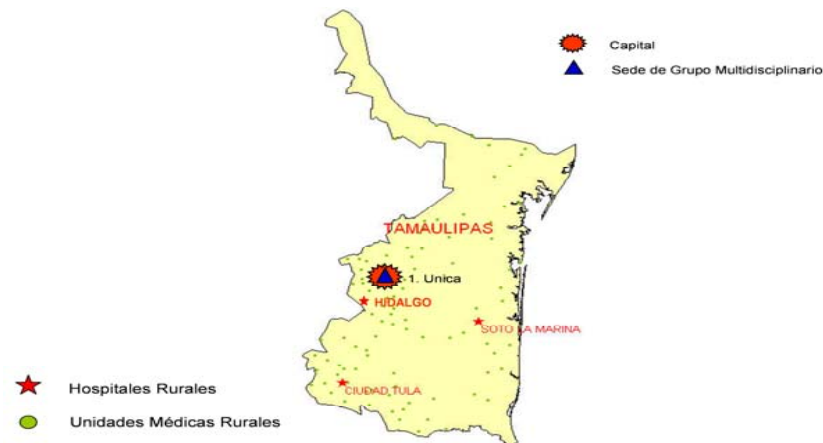 Capital
Sede de Grupo Multidisciplinario
TAMAULIPAS
1. Unica
HIDALGO
SOTO LA MARINA
CIUDAD TULA
Hospitales Rurales
Unidades Médicas Rurales